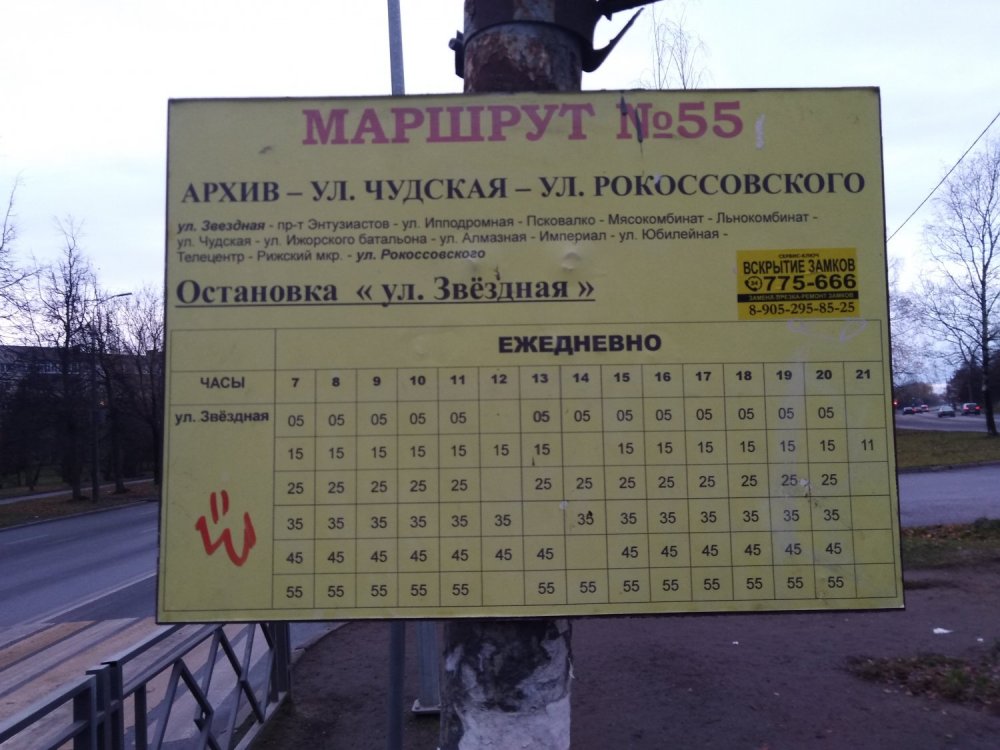 МАРШРУТ №55
АРХИВ – УЛ. ЧУДСКАЯ – УЛ. РОКОССОВСКОГО
ул. Звездная - пр-т Энтузиастов - ул. Ипподромная - Псковалко - Мясокомбинат - Льнокомбинат -
ул. Чудская - ул. Ижорского батальона - ул. Алмазная - Империал - ул. Юбилейная -
Телецентр - Рижский мкр. - ул. Рокоссовского
Остановка « ул. Звёздная »
СЕРВИС-КЛЮЧ
ВСКРЫТИЕ ЗАМКОВ
775-666
ЗАМЕНА-ВРЕЗКА-РЕМОНТ ЗАМКОВ
8-905-295-85-25
ЕЖЕДНЕВНО
ЧАСЫ 7 8 9 10 11 12 13 14 15 16 17 18 19 20 21
ул. Звёздная 05 05 05 05 05 05 05 05 05 05 05 05 05
15 15 15 15 15 15 15 15 15 15 15 15 15 11
25 25 25 25 25 25 25 25 25 25 25 25 25
35 35 35 35 35 35 35 35 35 35 35 35 35
45 45 45 45 45 45 45 45 45 45 45 45 45
55 55 55 55 55 55 55 55 55 55 55 55 55